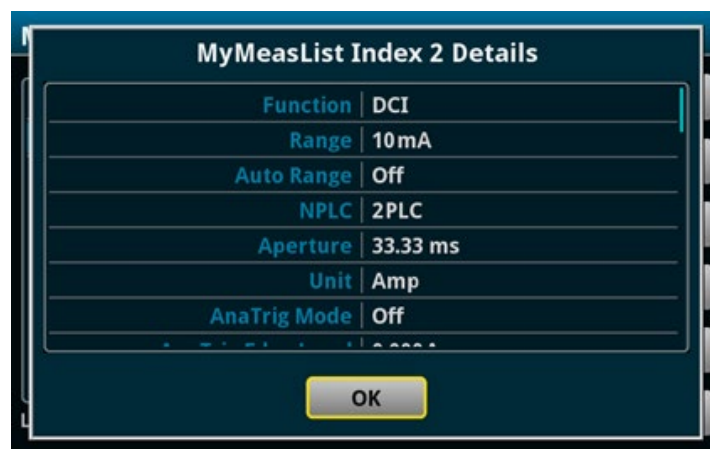 MyMeasList Index 2 Details
Function DCI
Range 10mA
Auto Range Off
NPLC 2PLC
Aperture 33.33 ms
Unit Amp
AnaTrig Mode Off
OK